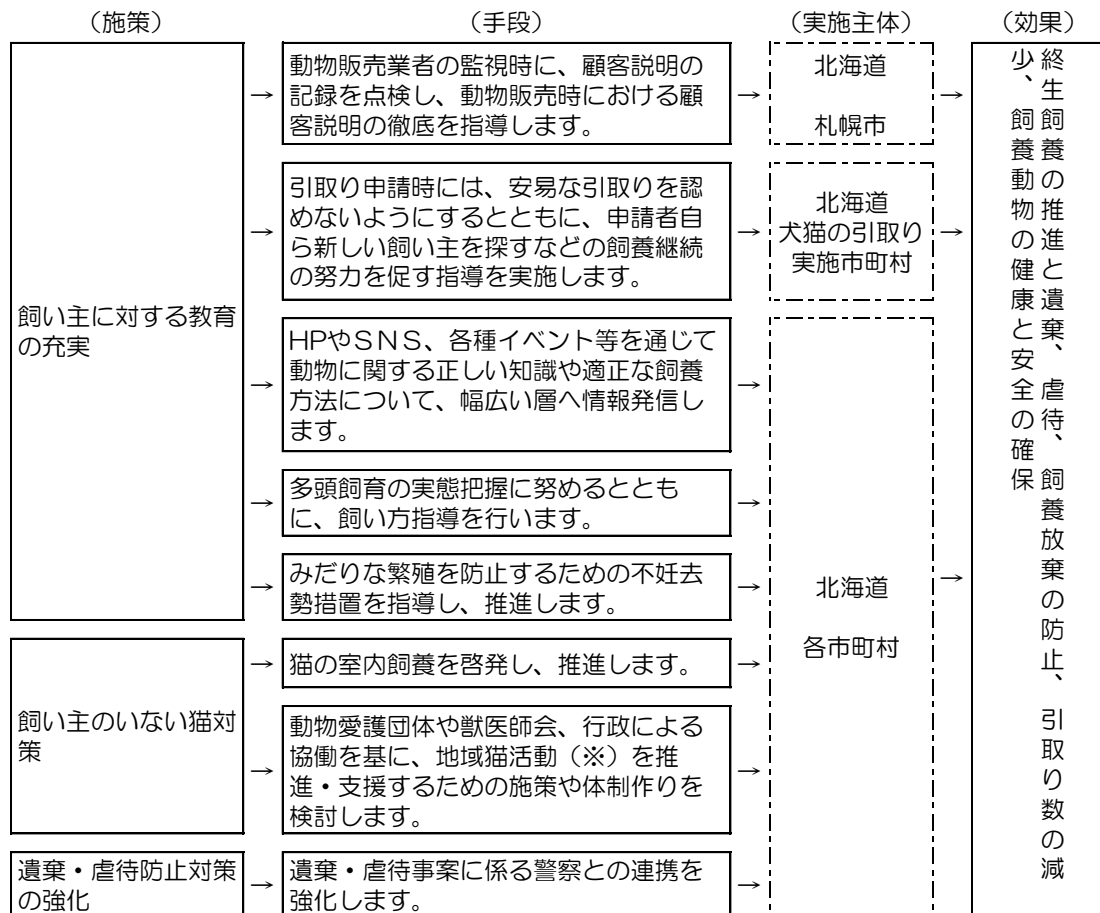 (施策)
(手段)
(実施主体)
(効果)
飼い主に対する教育
の充実
→
動物販売業者の監視時に、顧客説明の
記録を点検し、動物販売時における顧
客説明の徹底を指導します。
→
北海道
札幌市
→
→
引取り申請時には、安易な引取りを認
めないようにするとともに、申請者自
ら新しい飼い主を探すなどの飼養継続
の努力を促す指導を実施します。
→
北海道
犬猫の引取り
実施市町村
→
→
HPやSNS、各種イベント等を通じて
動物に関する正しい知識や適正な飼養
方法について、幅広い層へ情報発信し
ます。
→
→
多頭飼育の実態把握に努めるととも
に、飼い方指導を行います。
→
→
みだりな繁殖を防止するための不妊去
勢措置を指導し、推進します。
→
北海道
各市町村
→
飼い主のいない猫対
策
→
猫の室内飼養を啓発し、推進します。
→
→
動物愛護団体や獣医師会、行政による
協働を基に、地域猫活動(※)を推
進・支援するための施策や体制作りを
検討します。
→
遺棄・虐待防止対策
の強化
→
遺棄・虐待事案に係る警察との連携を
強化します。
→
終生飼養の推進と遺棄、虐待、飼養放棄の防止、引取り数の減
少、飼養動物の健康と安全の確保